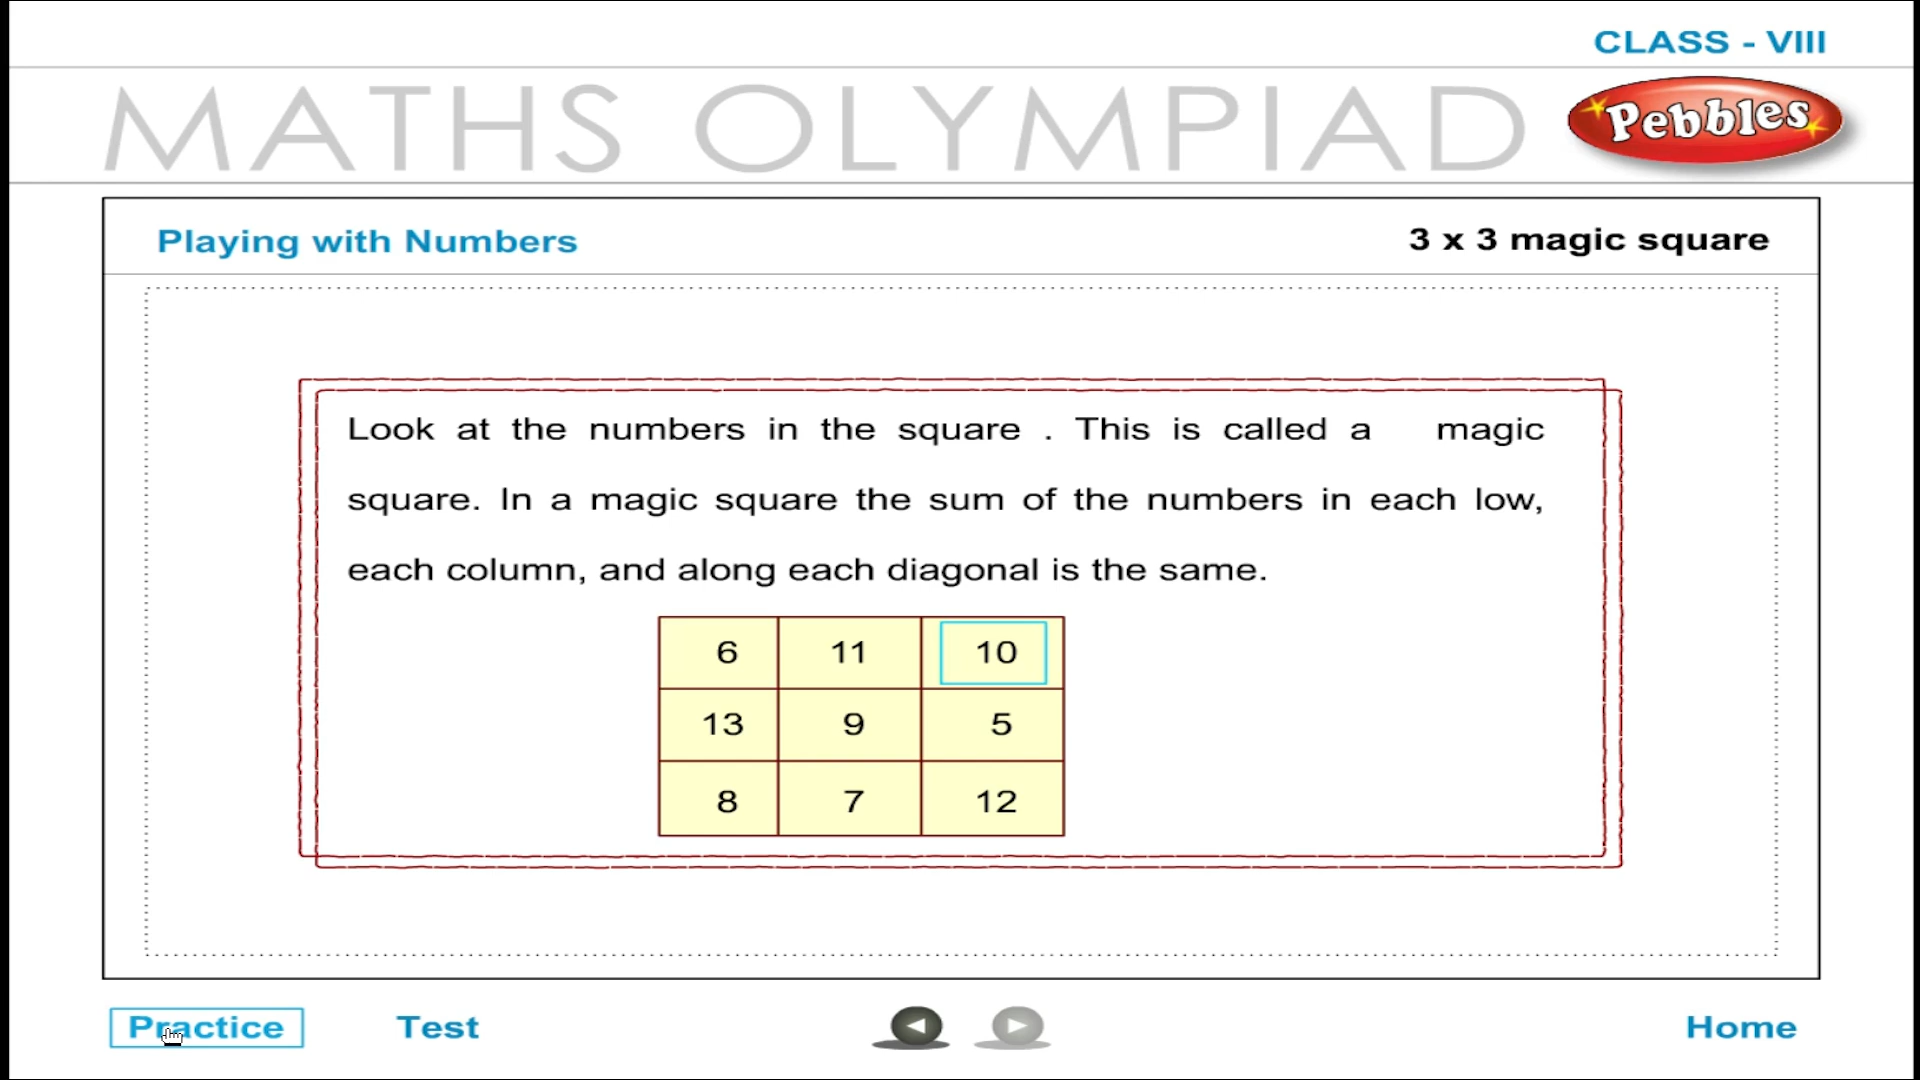 CLASS - VIII
MATHS OLYMPIAD
Pebbles
Playing with Numbers
3 x 3 magic square
Look at the numbers in the square . This is called a magic
square. In a magic square the sum of the numbers in each low,
each column, and along each diagonal is the same.
6 11 10
13 9 5
8 7 12
Practice
Test
Home